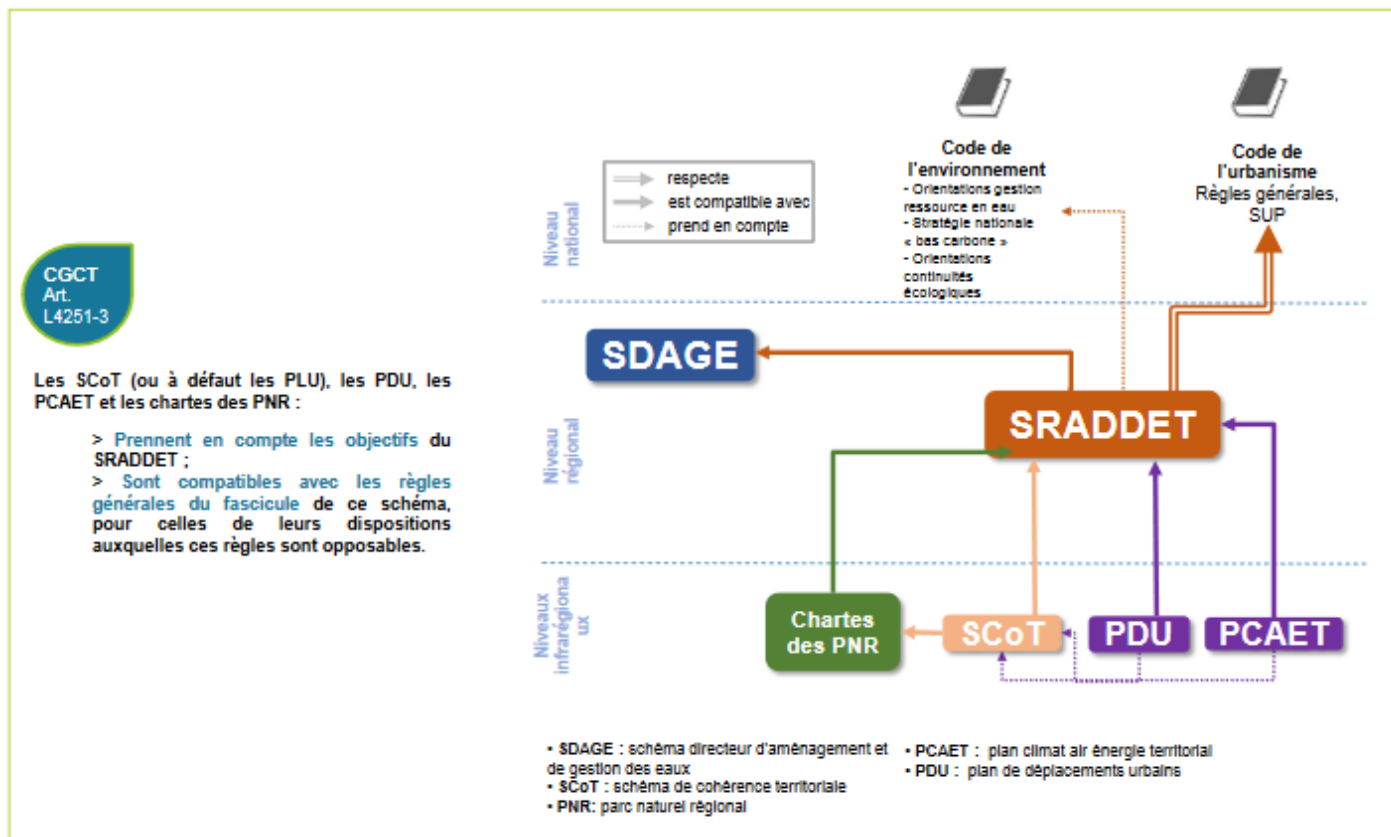 Code de
l'environnement
- Orientations gestion
ressource en eau
- Stratégie nationale
« bas carbone »
- Orientations
continuités
écologiques
Code de
l'urbanisme
Règles générales,
SUP
respecte
est compatible avec
prend en compte
Niveau
national
CGCT
Art.
L4251-3
Les SCoT (ou à défaut les PLU), les PDU, les
PCAET et les chartes des PNR :
> Prennent en compte les objectifs du
SRADDET ;
> Sont compatibles avec les règles
générales du fascicule de ce schéma,
pour celles de leurs dispositions
auxquelles ces règles sont opposables.
SDAGE
SRADDET
Niveau
régional
Niveaux
infrarégiona
ux
Chartes
des PNR
SCoT
PDU
PCAET
▪ SDAGE : schéma directeur d'aménagement et
de gestion des eaux
▪ SCoT : schéma de cohérence territoriale
▪ PNR: parc naturel régional
▪ PCAET : plan climat air énergie territorial
▪ PDU : plan de déplacements urbains